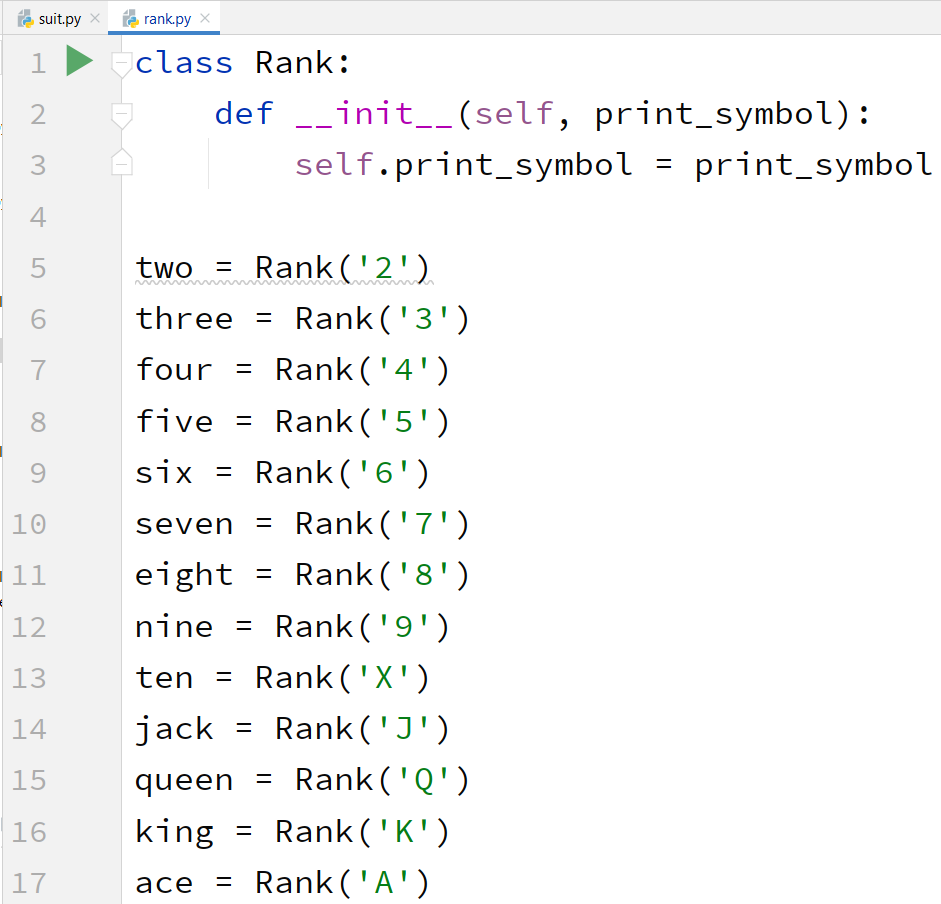 suit.py rank.py
1 class Rank:
2     def __init__(self, print_symbol):
3         self.print_symbol = print_symbol
4
5 two = Rank('2')
6 three = Rank('3')
7 four = Rank('4')
8 five = Rank('5')
9 six = Rank('6')
10 seven = Rank('7')
11 eight = Rank('8')
12 nine = Rank('9')
13 ten = Rank('X')
14 jack = Rank('J')
15 queen = Rank('Q')
16 king = Rank('K')
17 ace = Rank('A')